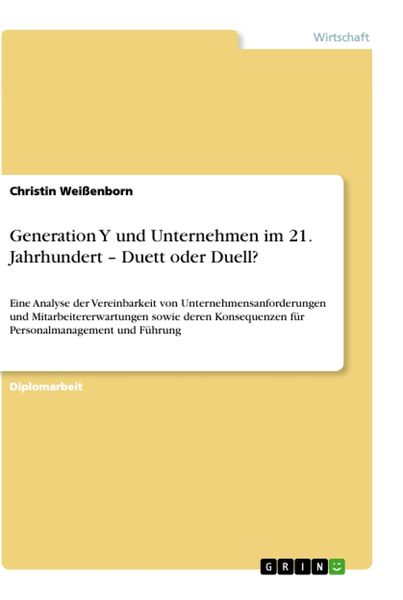 Wirtschaft
Christin Weißenborn
Generation Y und Unternehmen im 21.
Jahrhundert – Duett oder Duell?
Eine Analyse der Vereinbarkeit von Unternehmensanforderungen
und Mitarbeitererwartungen sowie deren Konsequenzen für
Personalmanagement und Führung
Diplomarbeit
GRIN